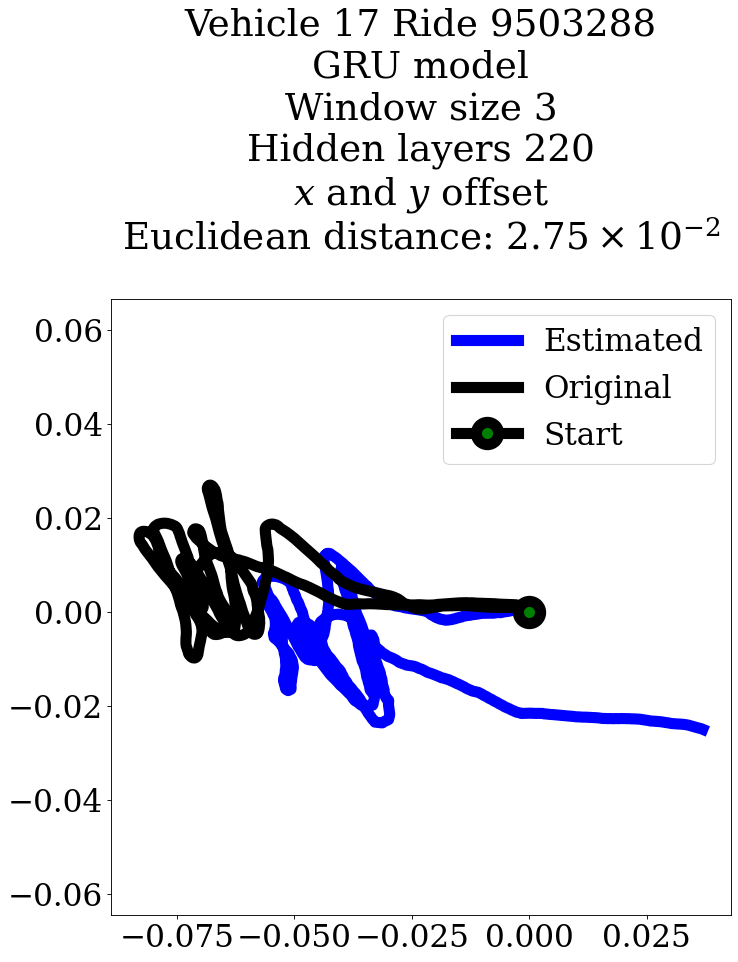 Vehicle 17 Ride 9503288
GRU model
Window size 3
Hidden layers 220
x and y offset
Euclidean distance: 2.75 × 10⁻²
Estimated
Original
Start
0.06
0.04
0.02
0.00
−0.02
−0.04
−0.06
−0.075 −0.050 −0.025 0.000 0.025